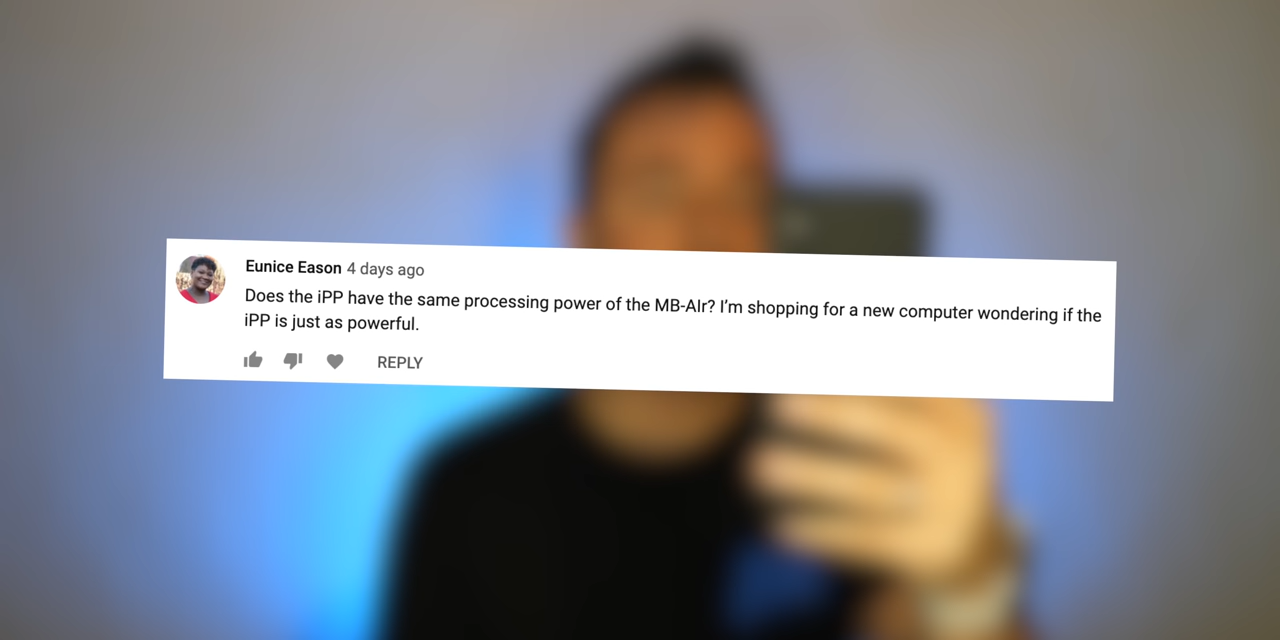 Eunice Eason 4 days ago
Does the iPP have the same processing power of the MB-AIr? I'm shopping for a new computer wondering if the
iPP is just as powerful.
REPLY